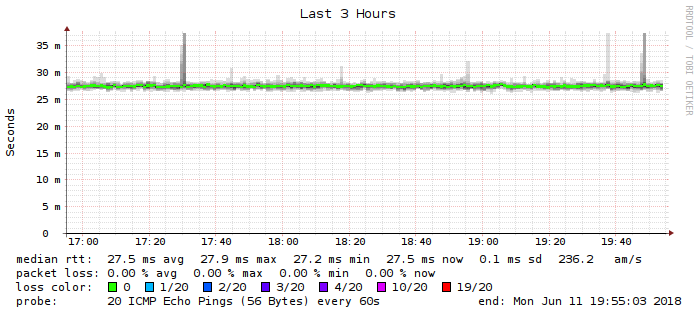 Last 3 Hours
RRDTOOL / TOBI OETIKER
Seconds
35 m
30 m
25 m
20 m
15 m
10 m
5 m
0
17:00 17:20 17:40 18:00 18:20 18:40 19:00 19:20 19:40
median rtt: 27.5 ms avg 27.9 ms max 27.2 ms min 27.5 ms now 0.1 ms sd 236.2 am/s
packet loss: 0.00 % avg 0.00 % max 0.00 % min 0.00 % now
loss color: 0 1/20 2/20 3/20 4/20 10/20 19/20
probe: 20 ICMP Echo Pings (56 Bytes) every 60s end: Mon Jun 11 19:55:03 2018